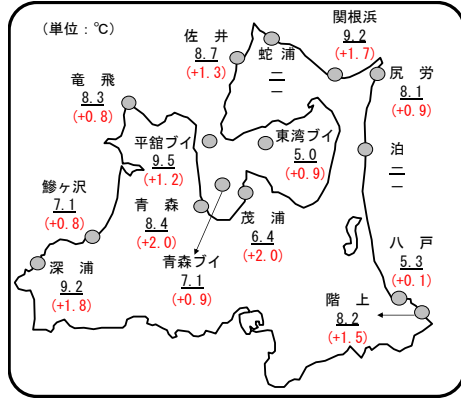 (単位：℃)
関根浜
9.2
(+1.7)
佐 井
8.7
(+1.3)
蛇 浦
—
—
尻 労
8.1
(+0.9)
竜 飛
8.3
(+0.8)
平舘ブイ
9.5
(+1.2)
東湾ブイ
5.0
(+0.9)
泊
—
—
鰺ヶ沢
7.1
(+0.8)
青 森
8.4
(+2.0)
茂 浦
6.4
(+2.0)
深 浦
9.2
(+1.8)
青森ブイ
7.1
(+0.9)
八 戸
5.3
(+0.1)
階 上
8.2
(+1.5)